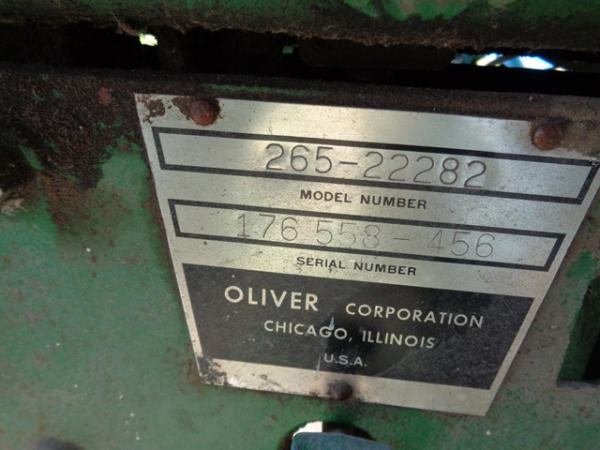 265-22282
MODEL NUMBER
176 558-456
SERIAL NUMBER
OLIVER CORPORATION
CHICAGO, ILLINOIS
U.S.A.